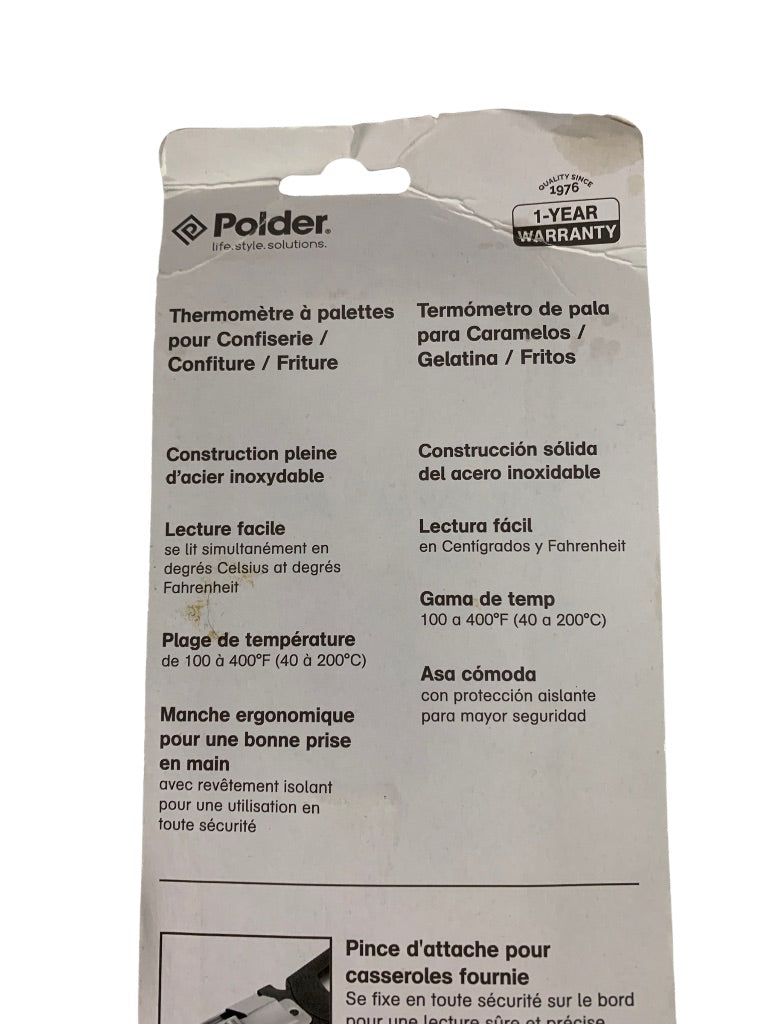 Polder®
life.style.solutions.
QUALITY SINCE
1976
1-YEAR
WARRANTY
Thermomètre à palettes
pour Confiserie /
Confiture / Friture
Construction pleine
d'acier inoxydable
Lecture facile
se lit simultanément en
degrés Celsius at degrés
Fahrenheit
Plage de température
de 100 à 400°F (40 à 200°C)
Manche ergonomique
pour une bonne prise
en main
avec revêtement isolant
pour une utilisation en
toute sécurité
Termómetro de pala
para Caramelos /
Gelatina / Fritos
Construcción sólida
del acero inoxidable
Lectura fácil
en Centígrados y Fahrenheit
Gama de temp
100 a 400°F (40 a 200°C)
Asa cómoda
con protección aislante
para mayor seguridad
Pince d'attache pour
casseroles fournie
Se fixe en toute sécurité sur le bord
pour une lecture sûre et précise